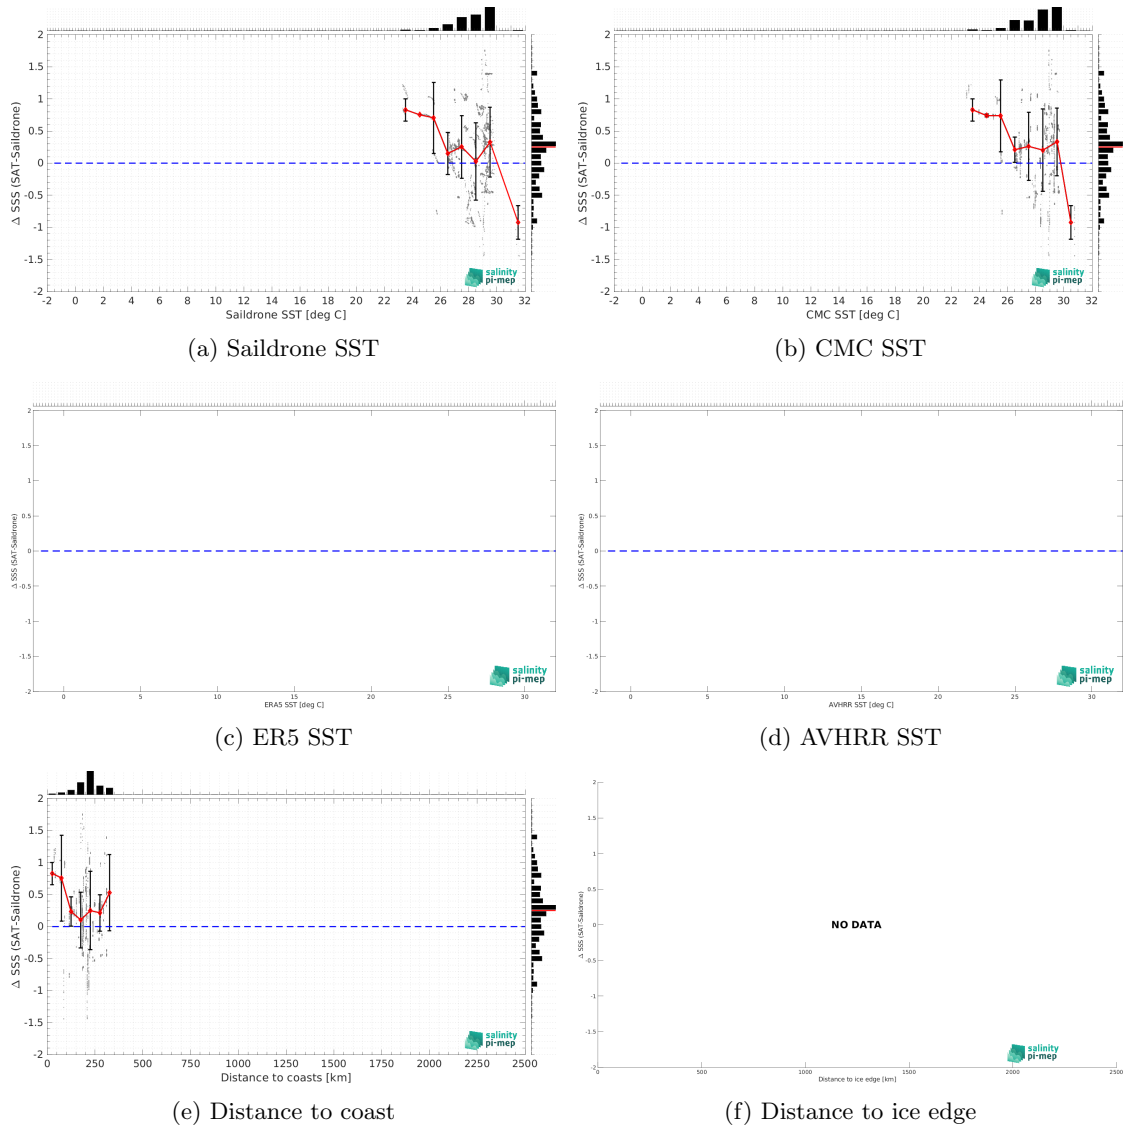 2
1.5
1
0.5
0
-0.5
-1
-1.5
-2
Δ SSS (SAT-Saildrone)
-2 0 2 4 6 8 10 12 14 16 18 20 22 24 26 28 30 32
Saildrone SST [deg C]
salinity
pi-mep
(a) Saildrone SST
2
1.5
1
0.5
0
-0.5
-1
-1.5
-2
Δ SSS (SAT-Saildrone)
-2 0 2 4 6 8 10 12 14 16 18 20 22 24 26 28 30 32
CMC SST [deg C]
salinity
pi-mep
(b) CMC SST
2
1.5
1
0.5
0
-0.5
-1
-1.5
-2
Δ SSS (SAT-Saildrone)
0 5 10 15 20 25 30
ERA5 SST [deg C]
salinity
pi-mep
(c) ER5 SST
2
1.5
1
0.5
0
-0.5
-1
-1.5
-2
Δ SSS (SAT-Saildrone)
0 5 10 15 20 25 30
AVHRR SST [deg C]
salinity
pi-mep
(d) AVHRR SST
2
1.5
1
0.5
0
-0.5
-1
-1.5
-2
Δ SSS (SAT-Saildrone)
0 250 500 750 1000 1250 1500 1750 2000 2250 2500
Distance to coasts [km]
salinity
pi-mep
(e) Distance to coast
2
1.5
1
0.5
0
-0.5
-1
-1.5
-2
Δ SSS (SAT-Saildrone)
NO DATA
0 500 1000 1500 2000 2500
Distance to ice edge [km]
salinity
pi-mep
(f) Distance to ice edge